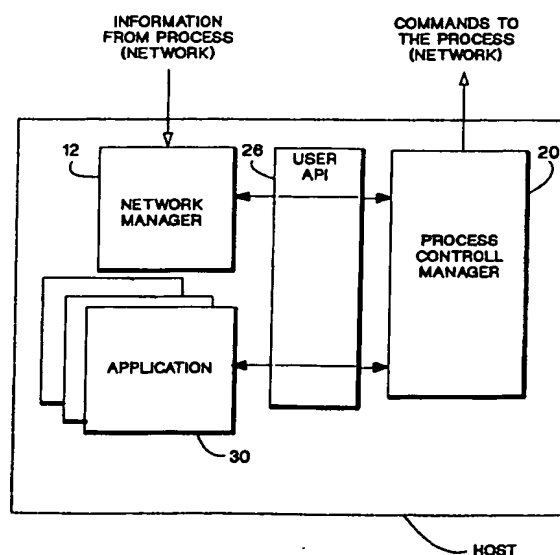 INFORMATION
FROM PROCESS
(NETWORK)
COMMANDS TO
THE PROCESS
(NETWORK)
12
NETWORK
MANAGER
26
USER
API
20
PROCESS
CONTROLL
MANAGER
APPLICATION
30
HOST